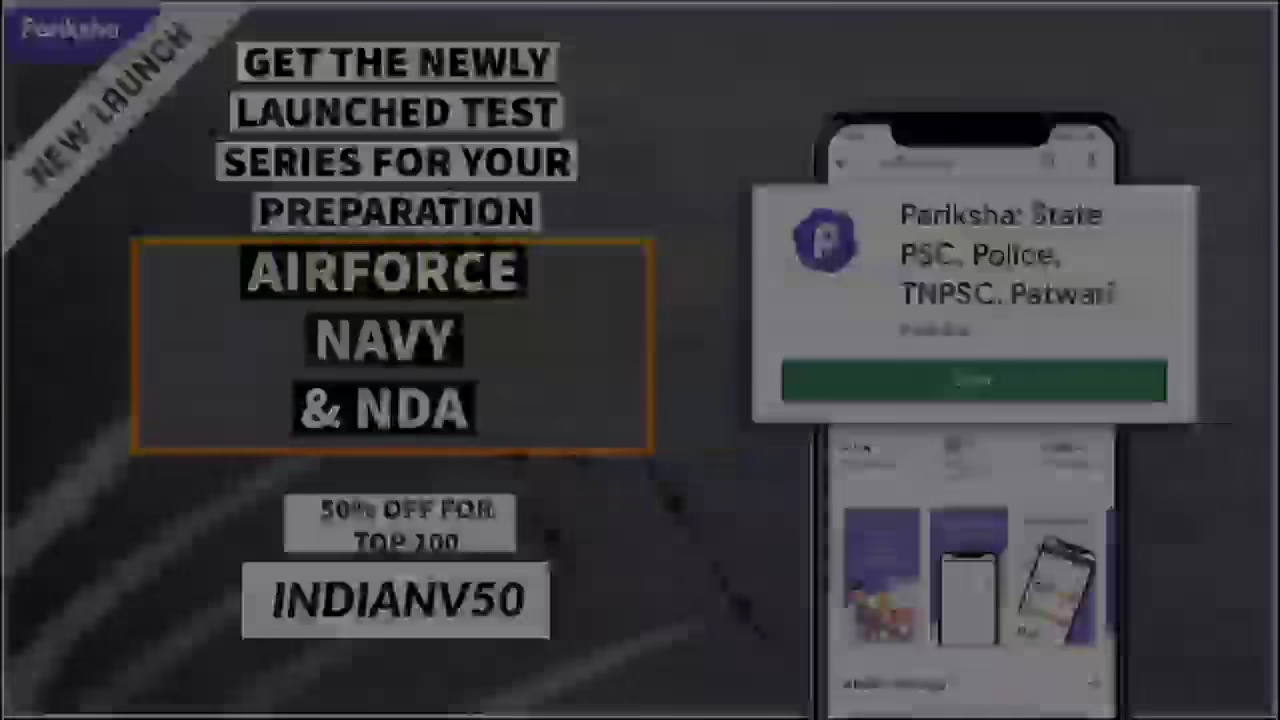 Pariksha
NEW LAUNCH
GET THE NEWLY
LAUNCHED TEST
SERIES FOR YOUR
PREPARATION
AIRFORCE
NAVY
& NDA
50% OFF FOR
TOP 100
INDIANV50
Pariksha: State
PSC, Police,
TNPSC, Patwari
Pariksha